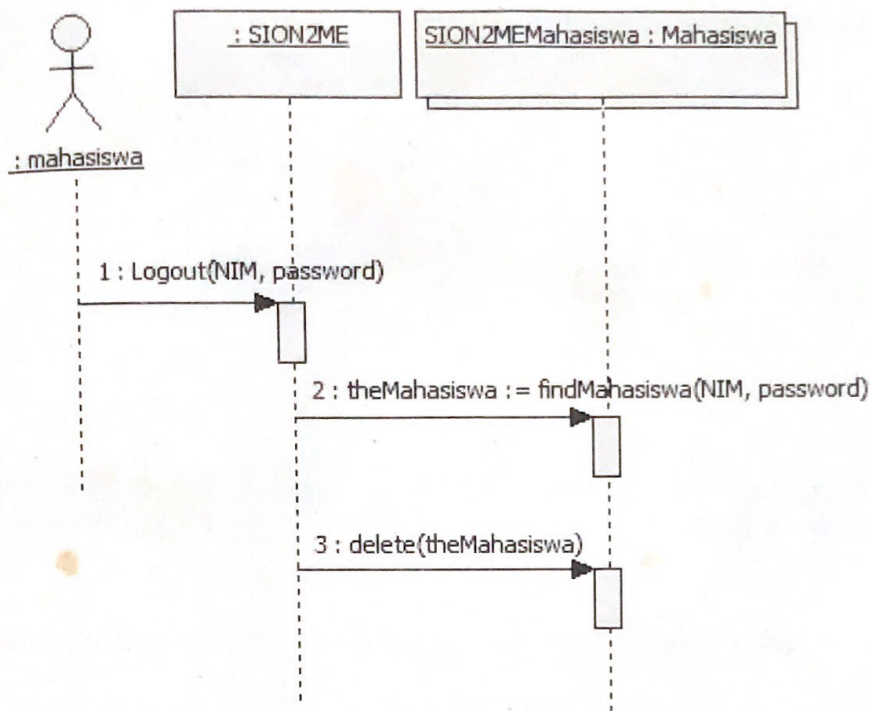 : SION2ME
SION2MEMahasiswa : Mahasiswa
: mahasiswa
1 : Logout(NIM, password)
2 : theMahasiswa := findMahasiswa(NIM, password)
3 : delete(theMahasiswa)